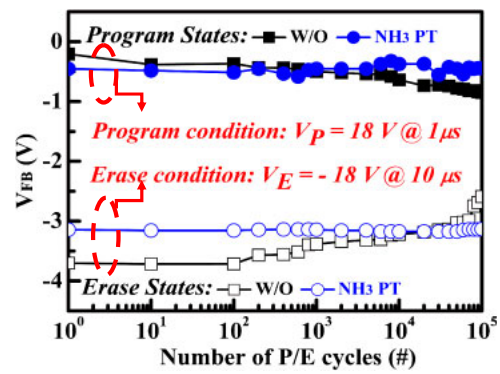 Program States: W/O NH3 PT
0
-1
Program condition: VP = 18 V @ 1μs
VFB (V)
-2
Erase condition: VE = - 18 V @ 10 μs
-3
-4
Erase States: W/O NH3 PT
10^0 10^1 10^2 10^3 10^4 10^5
Number of P/E cycles (#)